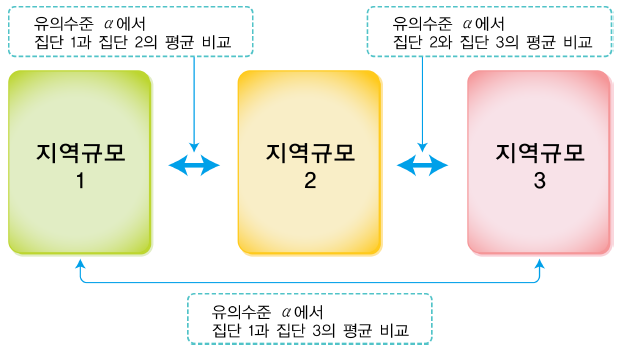 유의수준 α에서
집단 1과 집단 2의 평균 비교
유의수준 α에서
집단 2와 집단 3의 평균 비교
지역규모
1
지역규모
2
지역규모
3
유의수준 α에서
집단 1과 집단 3의 평균 비교